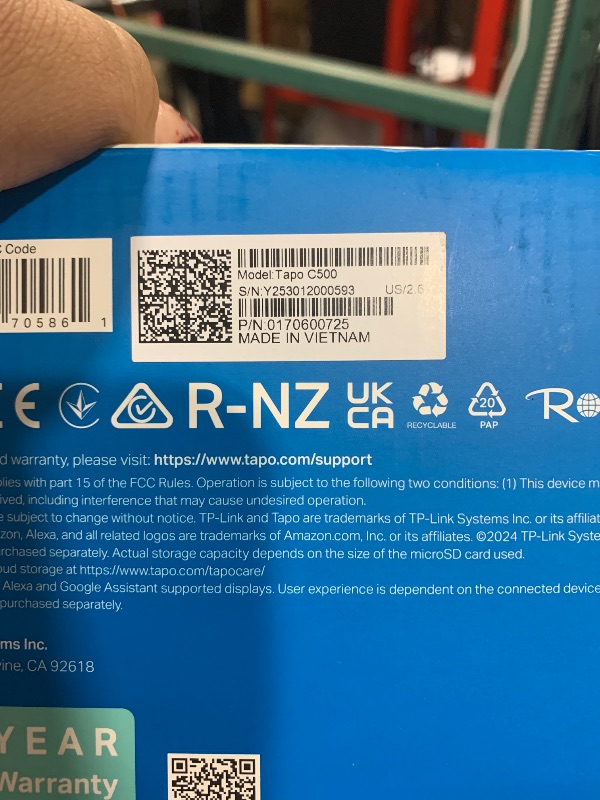 C Code
70586 1
Model:Tapo C500
S/N:Y253012000593 US/2.6
P/N:0170600725
MADE IN VIETNAM
CE R-NZ UK CA RECYCLABLE 20 PAP R
d warranty, please visit: https://www.tapo.com/support
plies with part 15 of the FCC Rules. Operation is subject to the following two conditions: (1) This device m
ived, including interference that may cause undesired operation.
e subject to change without notice. TP-Link and Tapo are trademarks of TP-Link Systems Inc. or its affiliat
zon, Alexa, and all related logos are trademarks of Amazon.com, Inc. or its affiliates. ©2024 TP-Link Syste
rchased separately. Actual storage capacity depends on the size of the microSD card used.
oud storage at https://www.tapo.com/tapocare/
Alexa and Google Assistant supported displays. User experience is dependent on the connected device
purchased separately.
ms Inc.
vine, CA 92618
YEAR
Warranty